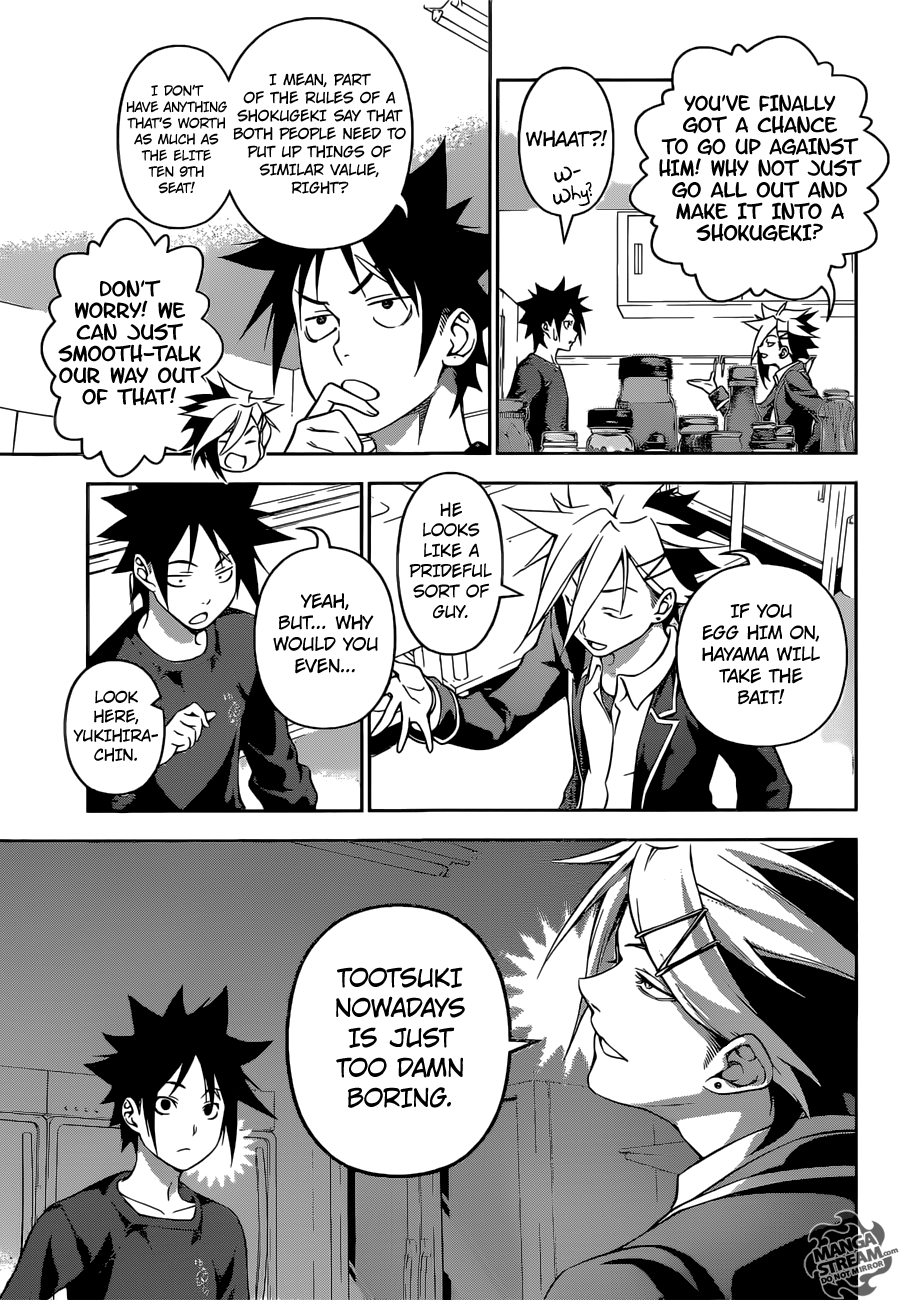 YOU'VE FINALLY
GOT A CHANCE
TO GO UP AGAINST
HIM! WHY NOT JUST
GO ALL OUT AND
MAKE IT INTO A
SHOKUGEKI?
WHAAT?!
W-
WHY?
I MEAN, PART
OF THE RULES OF A
SHOKUGEKI SAY THAT
BOTH PEOPLE NEED TO
PUT UP THINGS OF
SIMILAR VALUE,
RIGHT?
I DON'T
HAVE ANYTHING
THAT'S WORTH
AS MUCH AS
THE ELITE
TEN 9TH
SEAT!
DON'T
WORRY! WE
CAN JUST
SMOOTH-TALK
OUR WAY OUT
OF THAT!
IF YOU
EGG HIM ON,
HAYAMA WILL
TAKE THE
BAIT!
HE
LOOKS
LIKE A
PRIDEFUL
SORT OF
GUY.
YEAH,
BUT... WHY
WOULD YOU
EVEN...
LOOK
HERE,
YUKIHIRA-
CHIN.
TOOTSUKI
NOWADAYS
IS JUST
TOO DAMN
BORING.
MANGA
STREAM.COM
DO NOT MIRROR